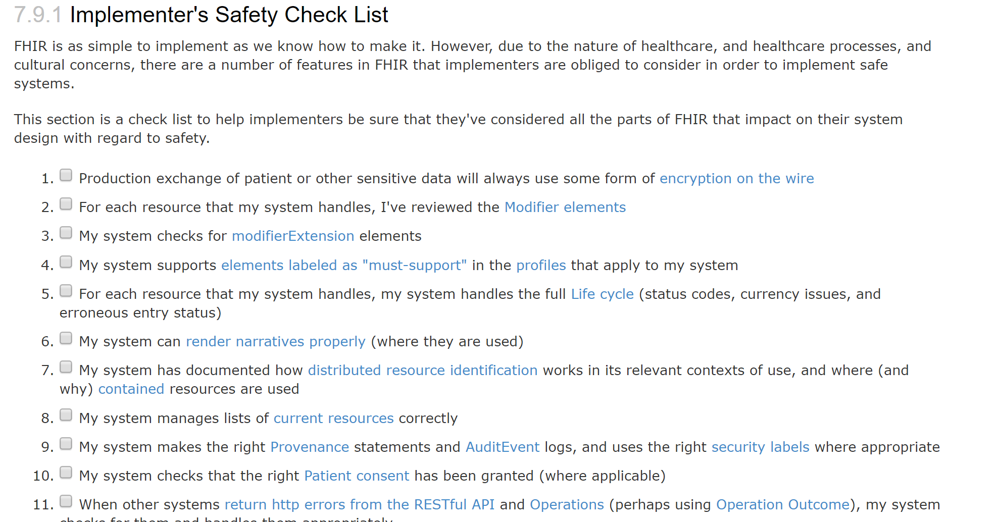 7.9.1 Implementer's Safety Check List
FHIR is as simple to implement as we know how to make it. However, due to the nature of healthcare, and healthcare processes, and
cultural concerns, there are a number of features in FHIR that implementers are obliged to consider in order to implement safe
systems.
This section is a check list to help implementers be sure that they've considered all the parts of FHIR that impact on their system
design with regard to safety.
1. Production exchange of patient or other sensitive data will always use some form of encryption on the wire
2. For each resource that my system handles, I've reviewed the Modifier elements
3. My system checks for modifierExtension elements
4. My system supports elements labeled as "must-support" in the profiles that apply to my system
5. For each resource that my system handles, my system handles the full Life cycle (status codes, currency issues, and
erroneous entry status)
6. My system can render narratives properly (where they are used)
7. My system has documented how distributed resource identification works in its relevant contexts of use, and where (and
why) contained resources are used
8. My system manages lists of current resources correctly
9. My system makes the right Provenance statements and AuditEvent logs, and uses the right security labels where appropriate
10. My system checks that the right Patient consent has been granted (where applicable)
11. When other systems return http errors from the RESTful API and Operations (perhaps using Operation Outcome), my system
checks for them and handles them appropriately